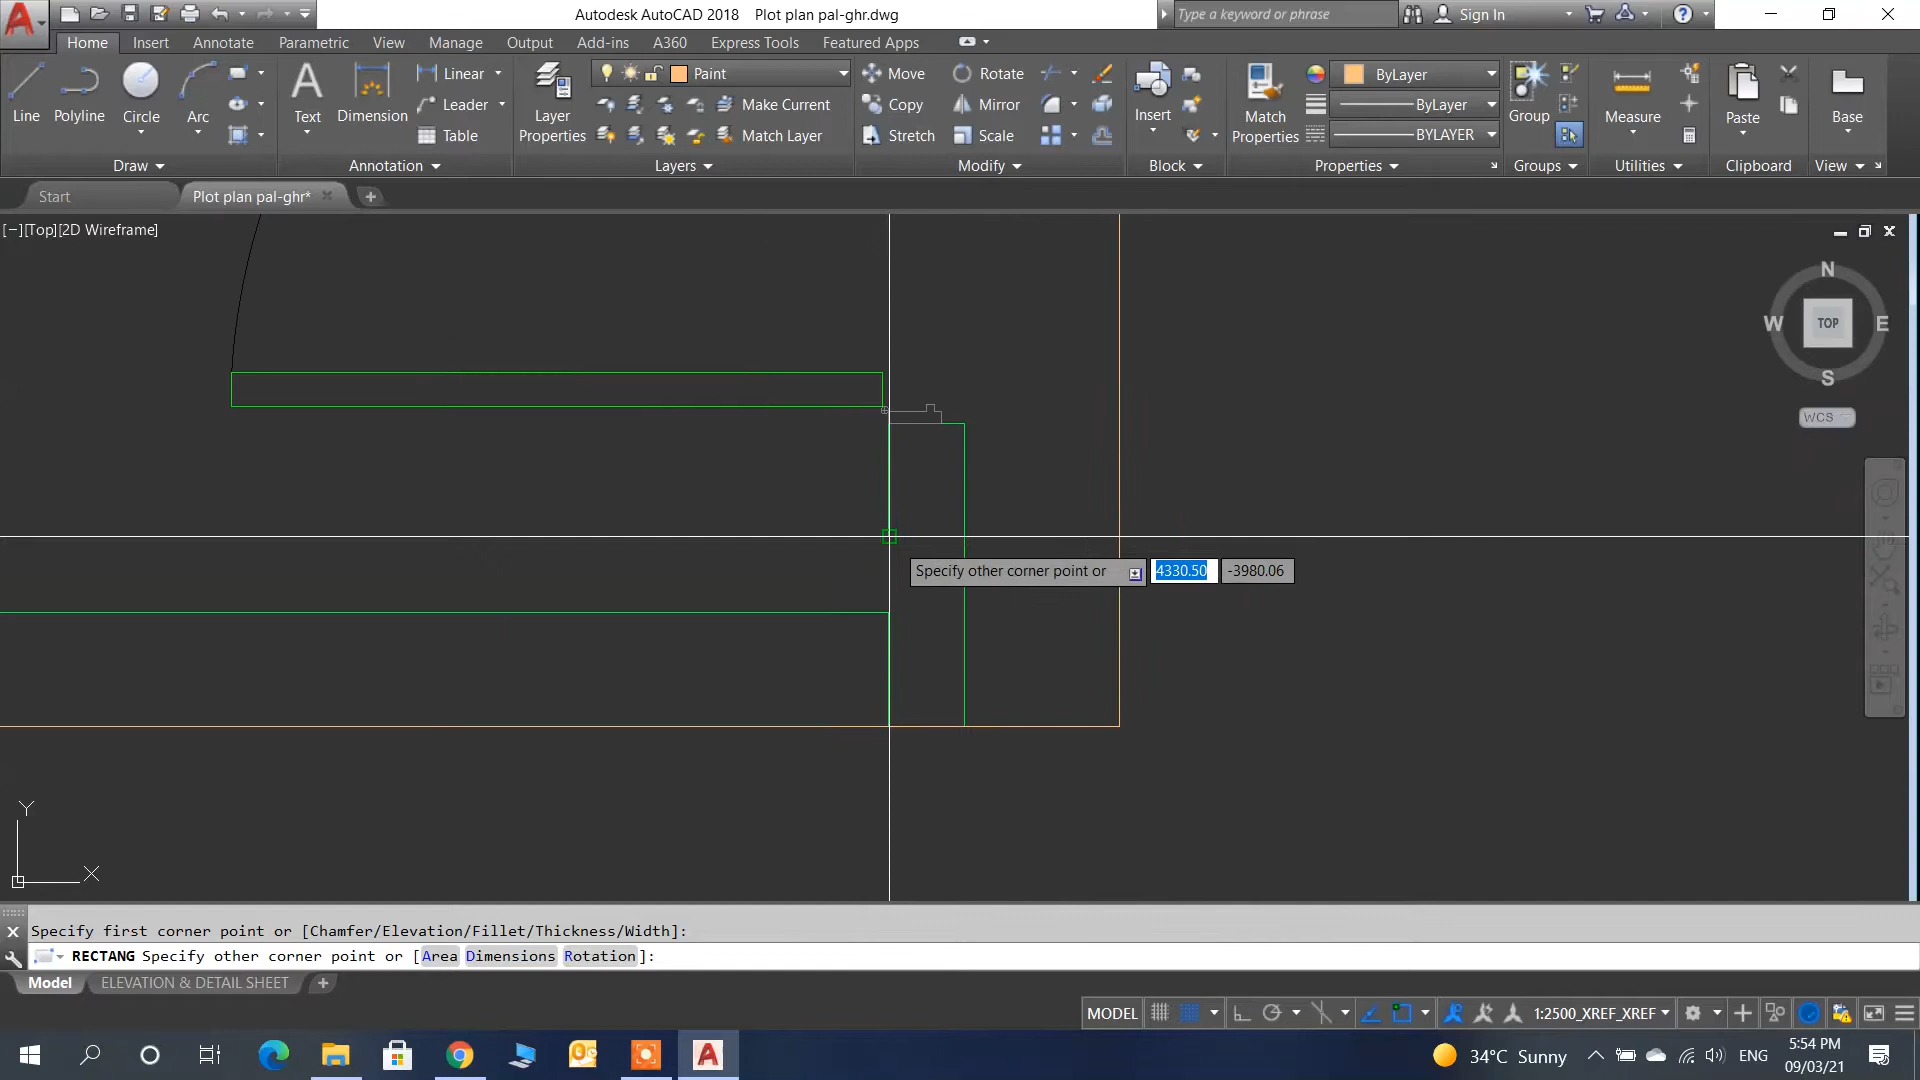 Autodesk AutoCAD 2018 Plot plan pal-ghr.dwg
Type a keyword or phrase
Sign In
Home Insert Annotate Parametric View Manage Output Add-ins A360 Express Tools Featured Apps
Line Polyline Circle Arc
Text Dimension
Linear
Leader
Table
Layer Properties
Paint
Make Current
Match Layer
Move Rotate
Copy Mirror
Stretch Scale
Insert
Match Properties
ByLayer
ByLayer
BYLAYER
Group
Measure
Paste
Base
Draw Annotation Layers Modify Block Properties Groups Utilities Clipboard View
Start Plot plan pal-ghr*
[−][Top][2D Wireframe]
N
W TOP E
S
WCS
Specify other corner point or 4330.50 -3980.06
Y
X
Specify first corner point or [Chamfer/Elevation/Fillet/Thickness/Width]:
RECTANG Specify other corner point or [Area Dimensions Rotation]:
Model ELEVATION & DETAIL SHEET
MODEL 1:2500_XREF_XREF
34°C Sunny ENG
5:54 PM
09/03/21